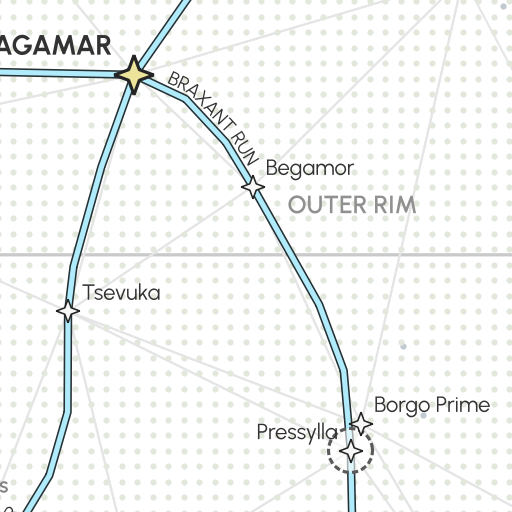 AGAMAR
BRAXANT RUN
Begamor
OUTER RIM
Tsevuka
Borgo Prime
Pressylla